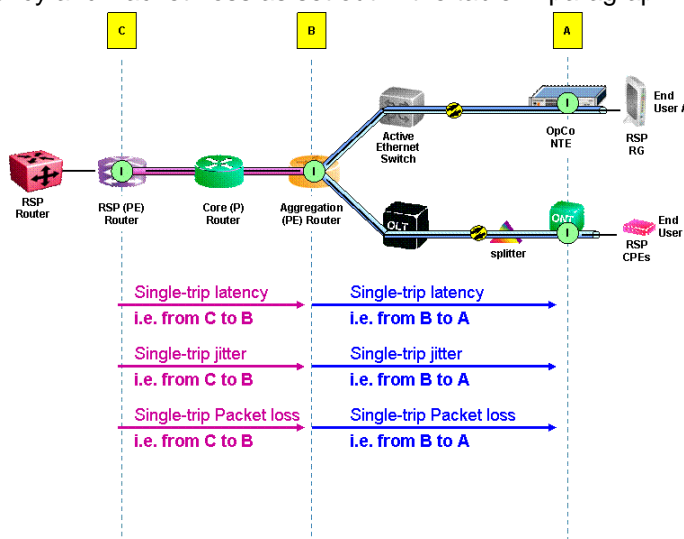 C B A
Active
Ethernet
Switch
OpCo
NTE
RSP
RG
End
User A
RSP
Router
RSP (PE)
Router
Core (P)
Router
Aggregation
(PE) Router
I
I
I
I
OLT
splitter
ONT
RSP
CPEs
End
User
Single-trip latency
i.e. from C to B
Single-trip latency
i.e. from B to A
Single-trip jitter
i.e. from C to B
Single-trip jitter
i.e. from B to A
Single-trip Packet loss
i.e. from C to B
Single-trip Packet loss
i.e. from B to A